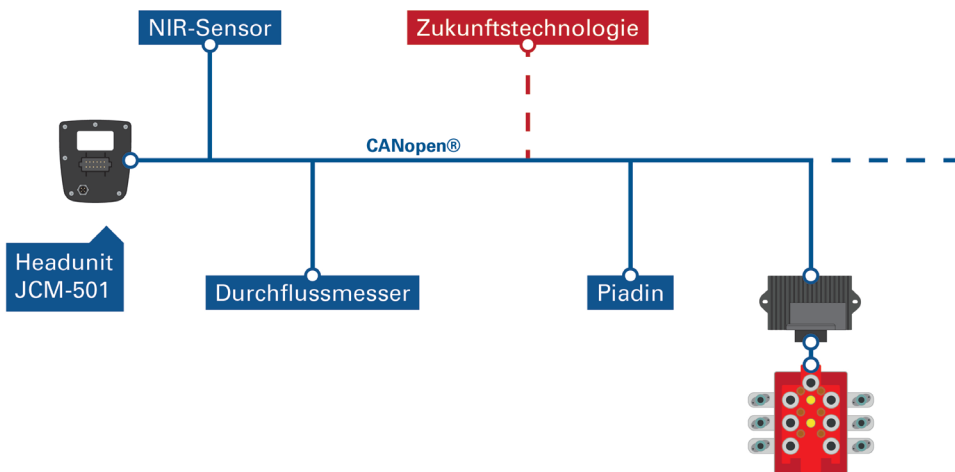 NIR-Sensor
Zukunftstechnologie
CANopen®
Headunit
JCM-501
Durchflussmesser
Piadin